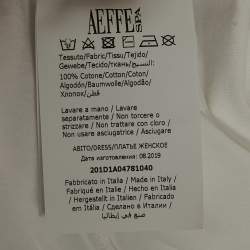 AEFFE SPA
Tessuto/Fabric/Tissu/Tejido/
Gewebe/Tecido/ткань/النسيج:
100% Cotone/Cotton/Coton/
Algodón/Baumwolle/Algodão/
Хлопок/قطن
Lavare a mano / Lavare
separatamente / Non torcere o
strizzare / Non trattare con cloro /
Non usare asciugatrice / Asciugare
ABITO/DRESS/ПЛАТЬЕ ЖЕНСКОЕ
Дата изготовления: 08.2019
201D1A04781040
Fabbricato in Italia / Made in Italy /
Fabriqué en Italie / Hecho en Italia
/ Hergestellt in Italien / Fabricado
em Itália / Сделано в Италии /
صنع في إيطاليا